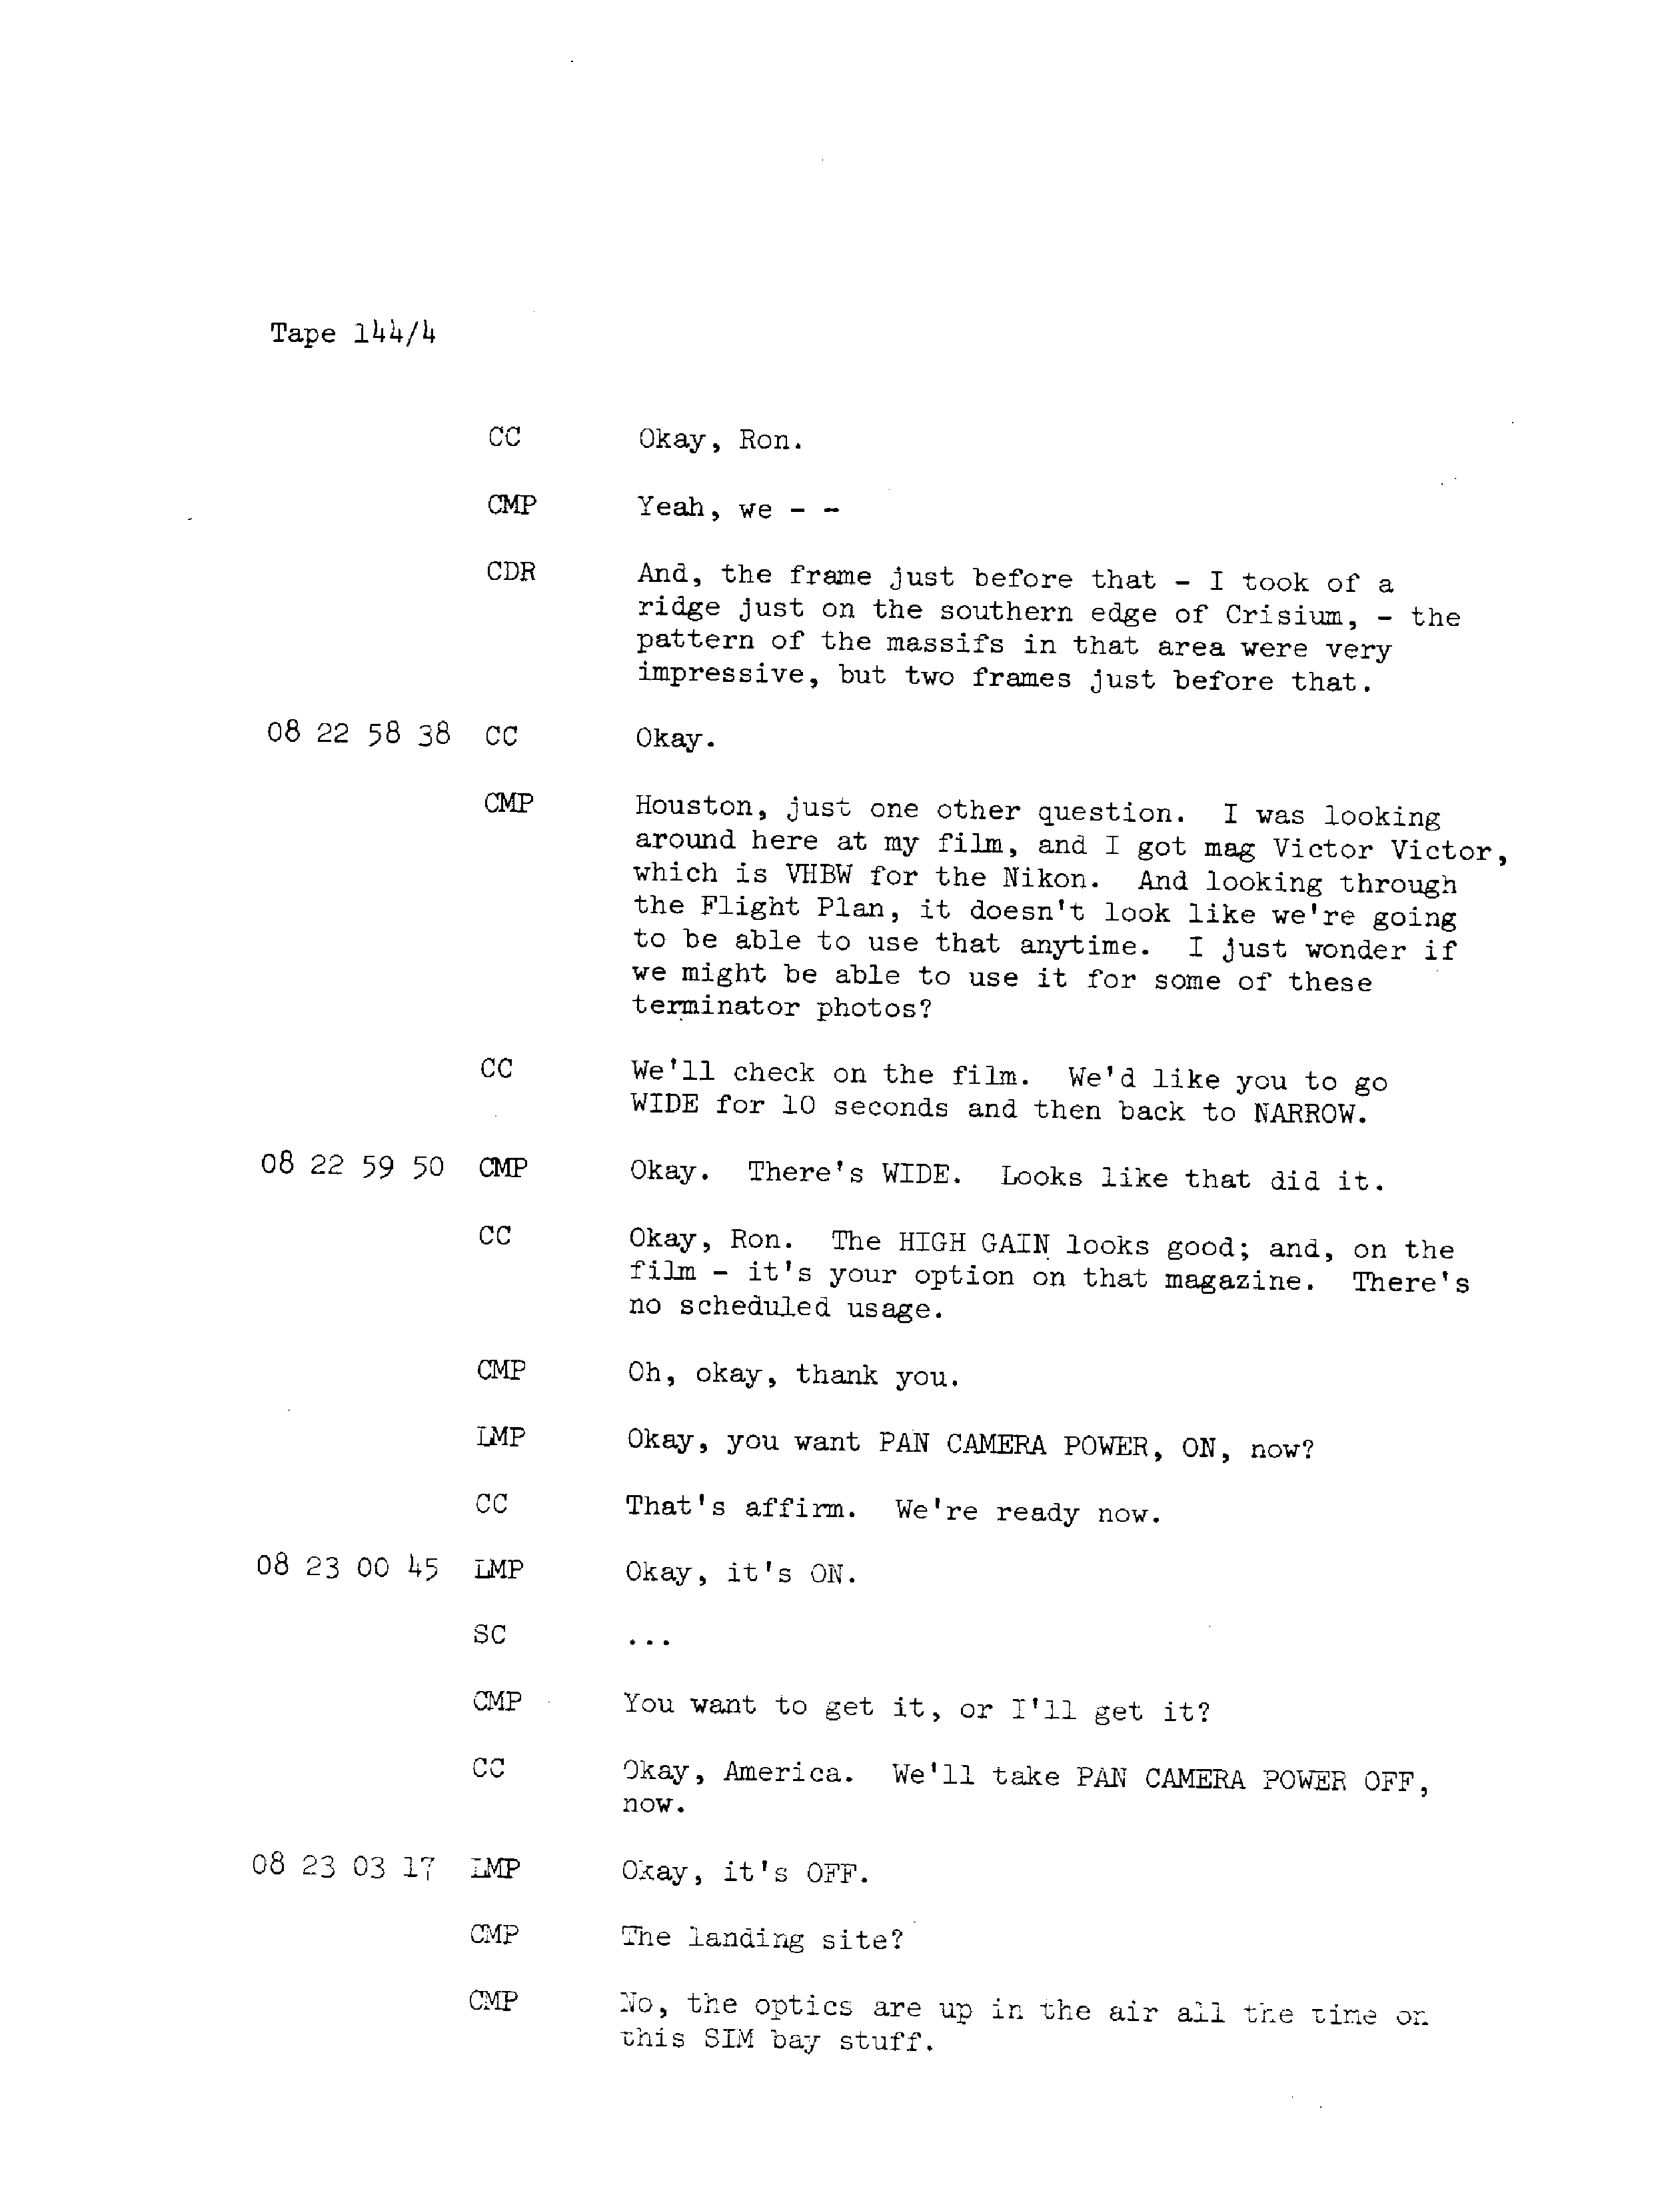 Tape 144/4
CC Okay, Ron.
CMP Yeah, we - -
CDR And, the frame just before that - I took of a
ridge just on the southern edge of Crisium, - the
pattern of the massifs in that area were very
impressive, but two frames just before that.
08 22 58 38 CC Okay.
CMP Houston, just one other question. I was looking
around here at my film, and I got mag Victor Victor,
which is VHBW for the Nikon. And looking through
the Flight Plan, it doesn't look like we're going
to be able to use that anytime. I just wonder if
we might be able to use it for some of these
terminator photos?
CC We'll check on the film. We'd like you to go
WIDE for 10 seconds and then back to NARROW.
08 22 59 50 CMP Okay. There's WIDE. Looks like that did it.
CC Okay, Ron. The HIGH GAIN looks good; and, on the
film - it's your option on that magazine. There's
no scheduled usage.
CMP Oh, okay, thank you.
LMP Okay, you want PAN CAMERA POWER, ON, now?
CC That's affirm. We're ready now.
08 23 00 45 LMP Okay, it's ON.
SC ...
CMP You want to get it, or I'll get it?
CC Okay, America. We'll take PAN CAMERA POWER OFF,
now.
08 23 03 17 LMP Okay, it's OFF.
CMP The landing site?
CMP No, the optics are up in the air all the time on
this SIM bay stuff.